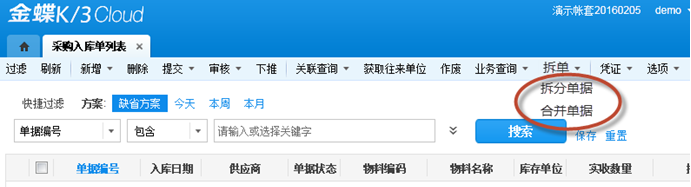 金蝶K/3 Cloud 演示帐套20160205 demo
采购入库单列表 ×
过滤 刷新 新增 删除 提交 审核 下推 关联查询 获取往来单位 作废 业务查询 拆单 凭证 选项
拆分单据
合并单据
快捷过滤 方案: 缺省方案 今天 本周 本月
单据编号 包含 请输入或选择关键字 搜索 保存 重置
单据编号 入库日期 供应商 单据状态 物料编码 物料名称 库存单位 实收数量